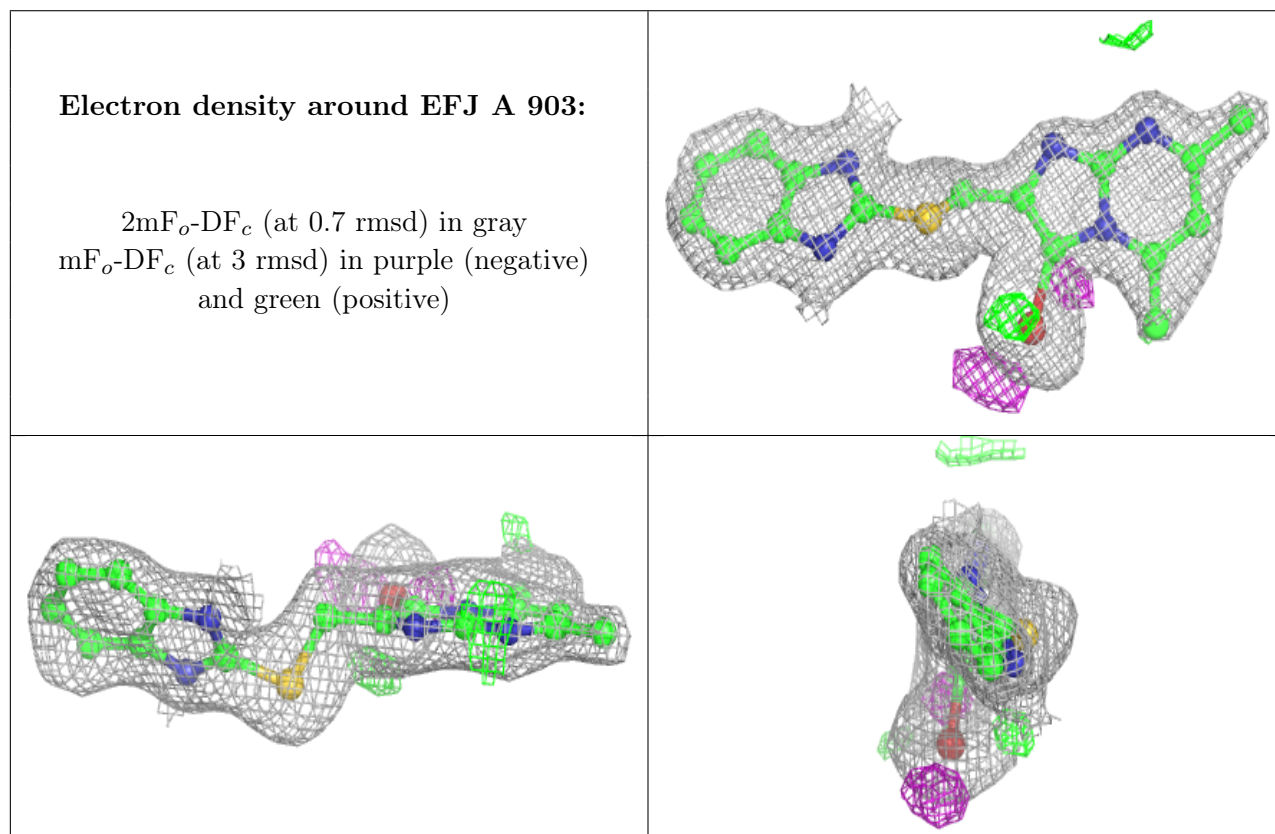 Electron density around EFJ A 903:
2mFo-DFc (at 0.7 rmsd) in gray
mFo-DFc (at 3 rmsd) in purple (negative)
and green (positive)